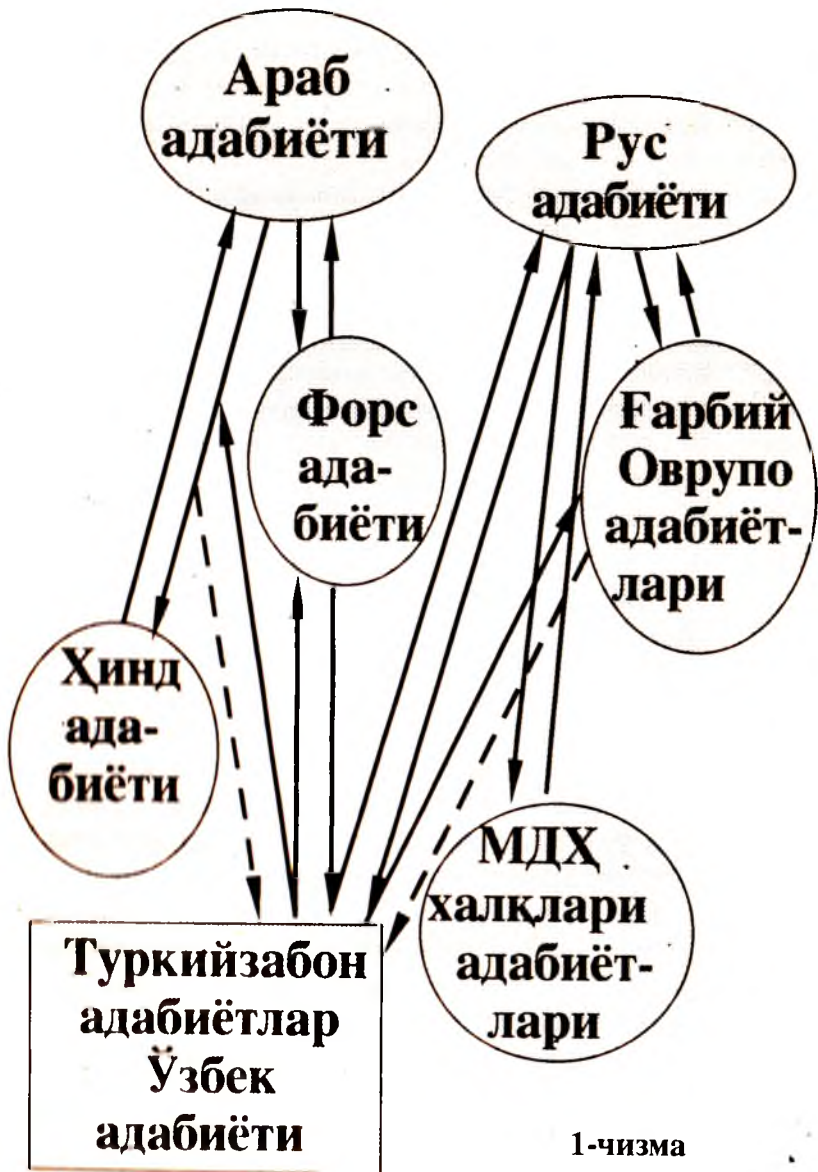 Араб
адабиёти
Рус
адабиёти
Форс
ада-
биёти
Ғарбий
Оврупо
адабиёт-
лари
Ҳинд
ада-
биёти
МДҲ
халқлари
адабиёт-
лари
Туркийзабон
адабиётлар
Ўзбек
адабиёти
1-чизма